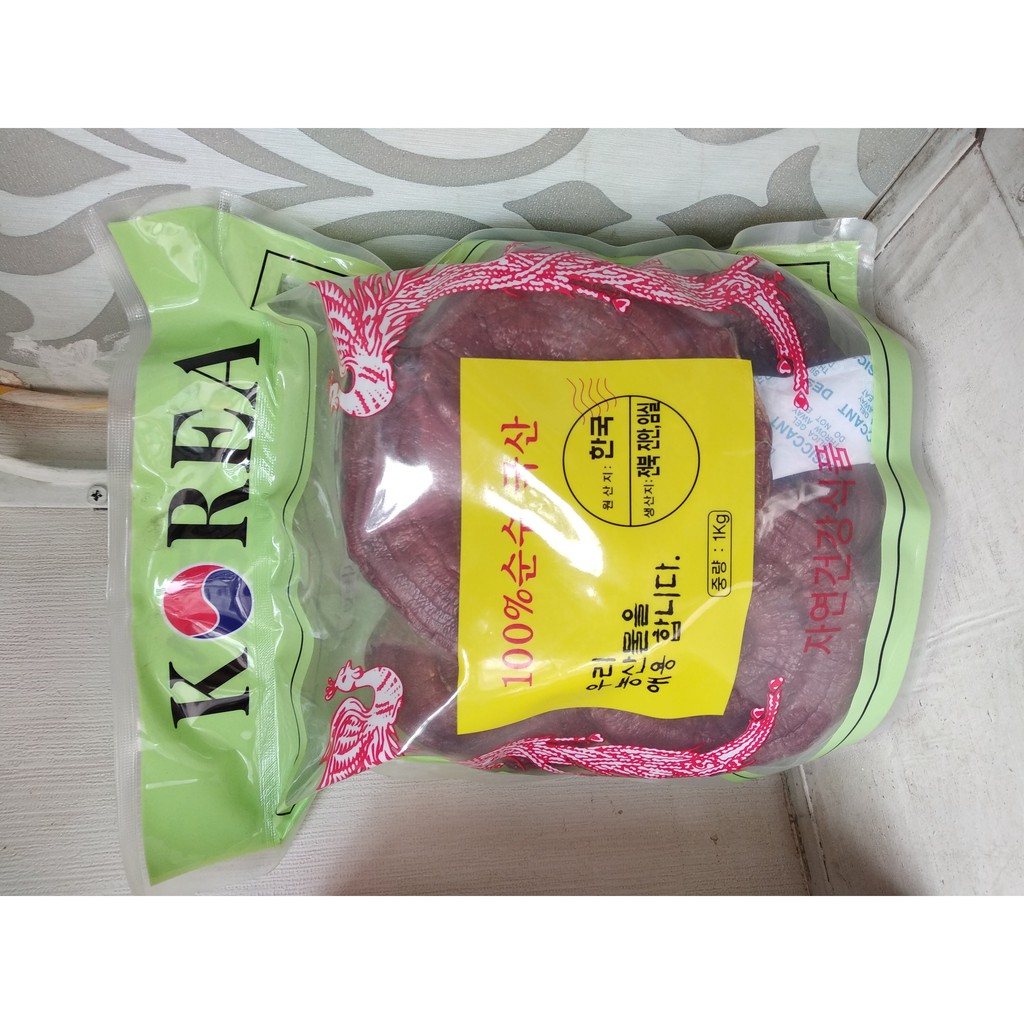 KOREA
100%순수국산
원산지: 한국
생산지: 전북 진안,임실
우리
농산물을
애용 합니다.
중량 : 1Kg
자연건강식품
DO NOT